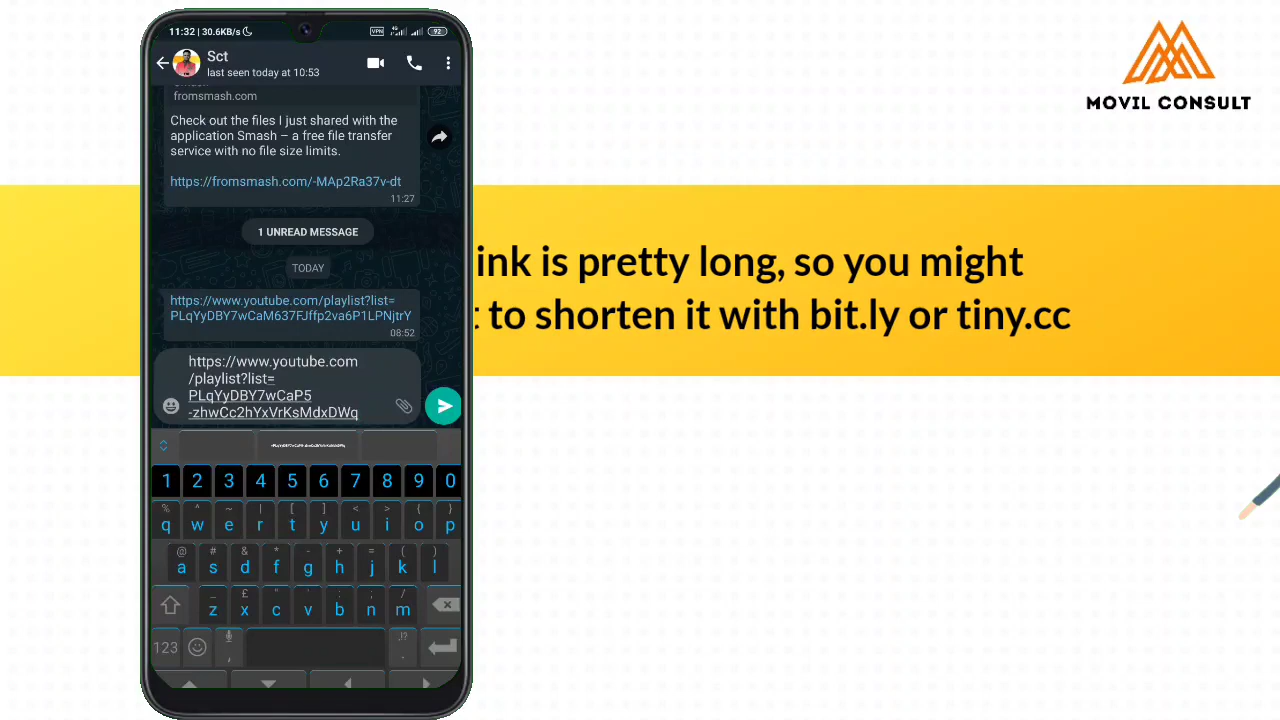 11:32 | 30.6KB/s
VPN
4G
92
Sct
last seen today at 10:53
fromsmash.com
Check out the files I just shared with the
application Smash – a free file transfer
service with no file size limits.
https://fromsmash.com/-MAp2Ra37v-dt
11:27
1 UNREAD MESSAGE
TODAY
https://www.youtube.com/playlist?list=
PLqYyDBY7wCaM637FJffp2va6P1LPNjtrY
08:52
https://www.youtube.com
/playlist?list=
PLqYyDBY7wCaP5
-zhwCc2hYxVrKsMdxDWq
1 2 3 4 5 6 7 8 9 0
% ^ ~ | [ ] < > { }
q w e r t y u i o p
@ # & * - + = ( )
a s d f g h j k l
_ £ " ' : ; /
z x c v b n m
123 , ,!? .
MOVIL CONSULT
ink is pretty long, so you might
to shorten it with bit.ly or tiny.cc